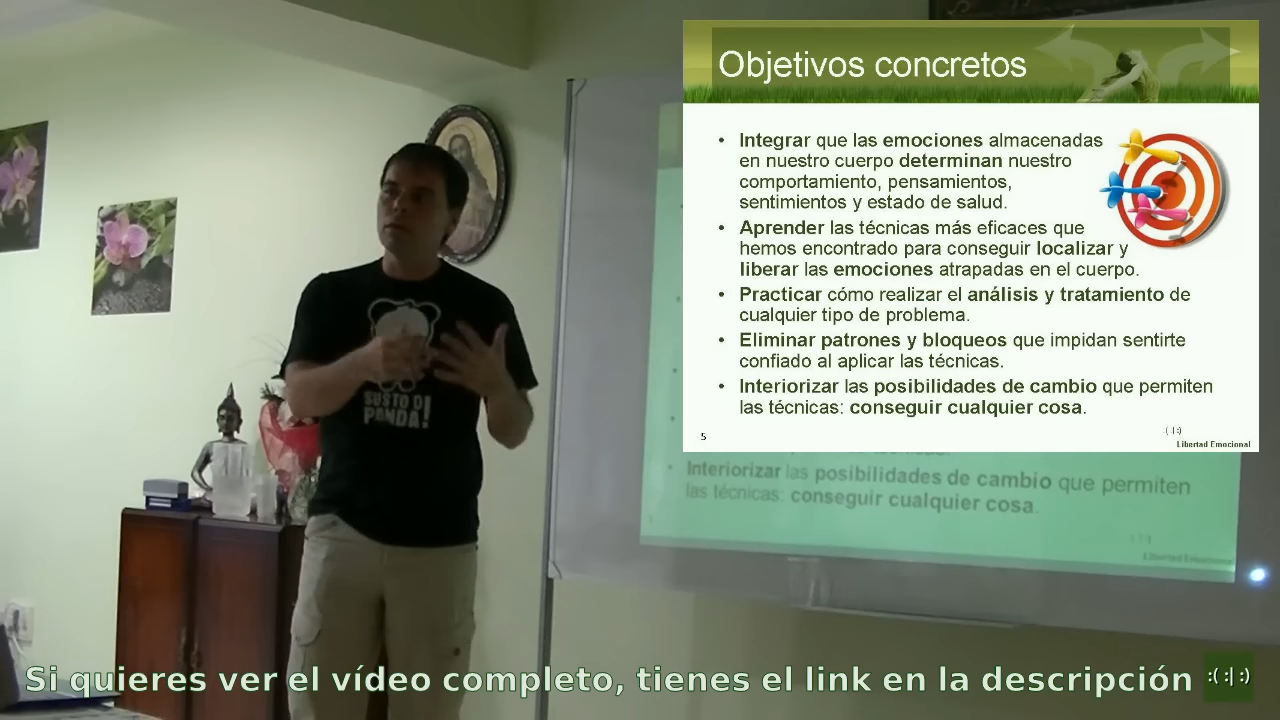 Objetivos concretos
• Integrar que las emociones almacenadas
en nuestro cuerpo determinan nuestro
comportamiento, pensamientos,
sentimientos y estado de salud.
• Aprender las técnicas más eficaces que
hemos encontrado para conseguir localizar y
liberar las emociones atrapadas en el cuerpo.
• Practicar cómo realizar el análisis y tratamiento de
cualquier tipo de problema.
• Eliminar patrones y bloqueos que impidan sentirte
confiado al aplicar las técnicas.
• Interiorizar las posibilidades de cambio que permiten
las técnicas: conseguir cualquier cosa.
5
:(:|:)
Libertad Emocional
SUSTO O
PANDA!
• Interiorizar las posibilidades de cambio que permiten
las técnicas: conseguir cualquier cosa.
Libertad Emocional
Si quieres ver el vídeo completo, tienes el link en la descripción
:(:|:)